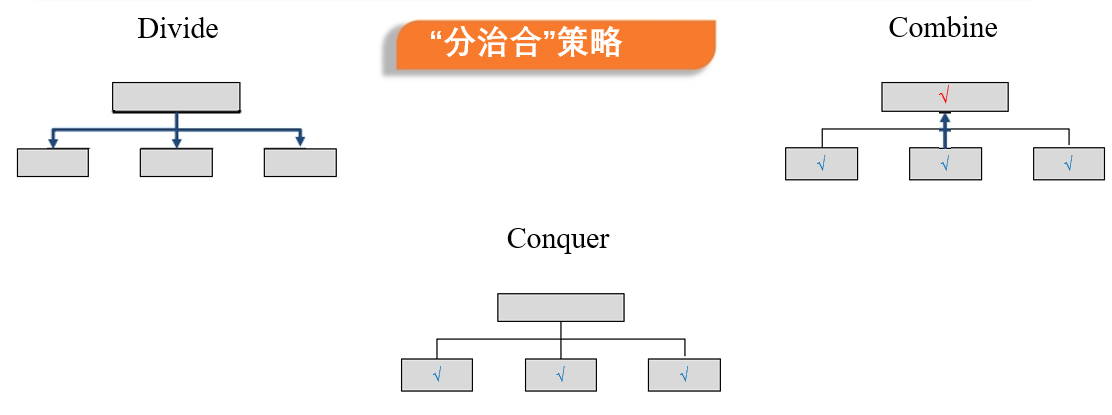 Divide
“分治合”策略
Combine
√
√ √ √
Conquer
√ √ √